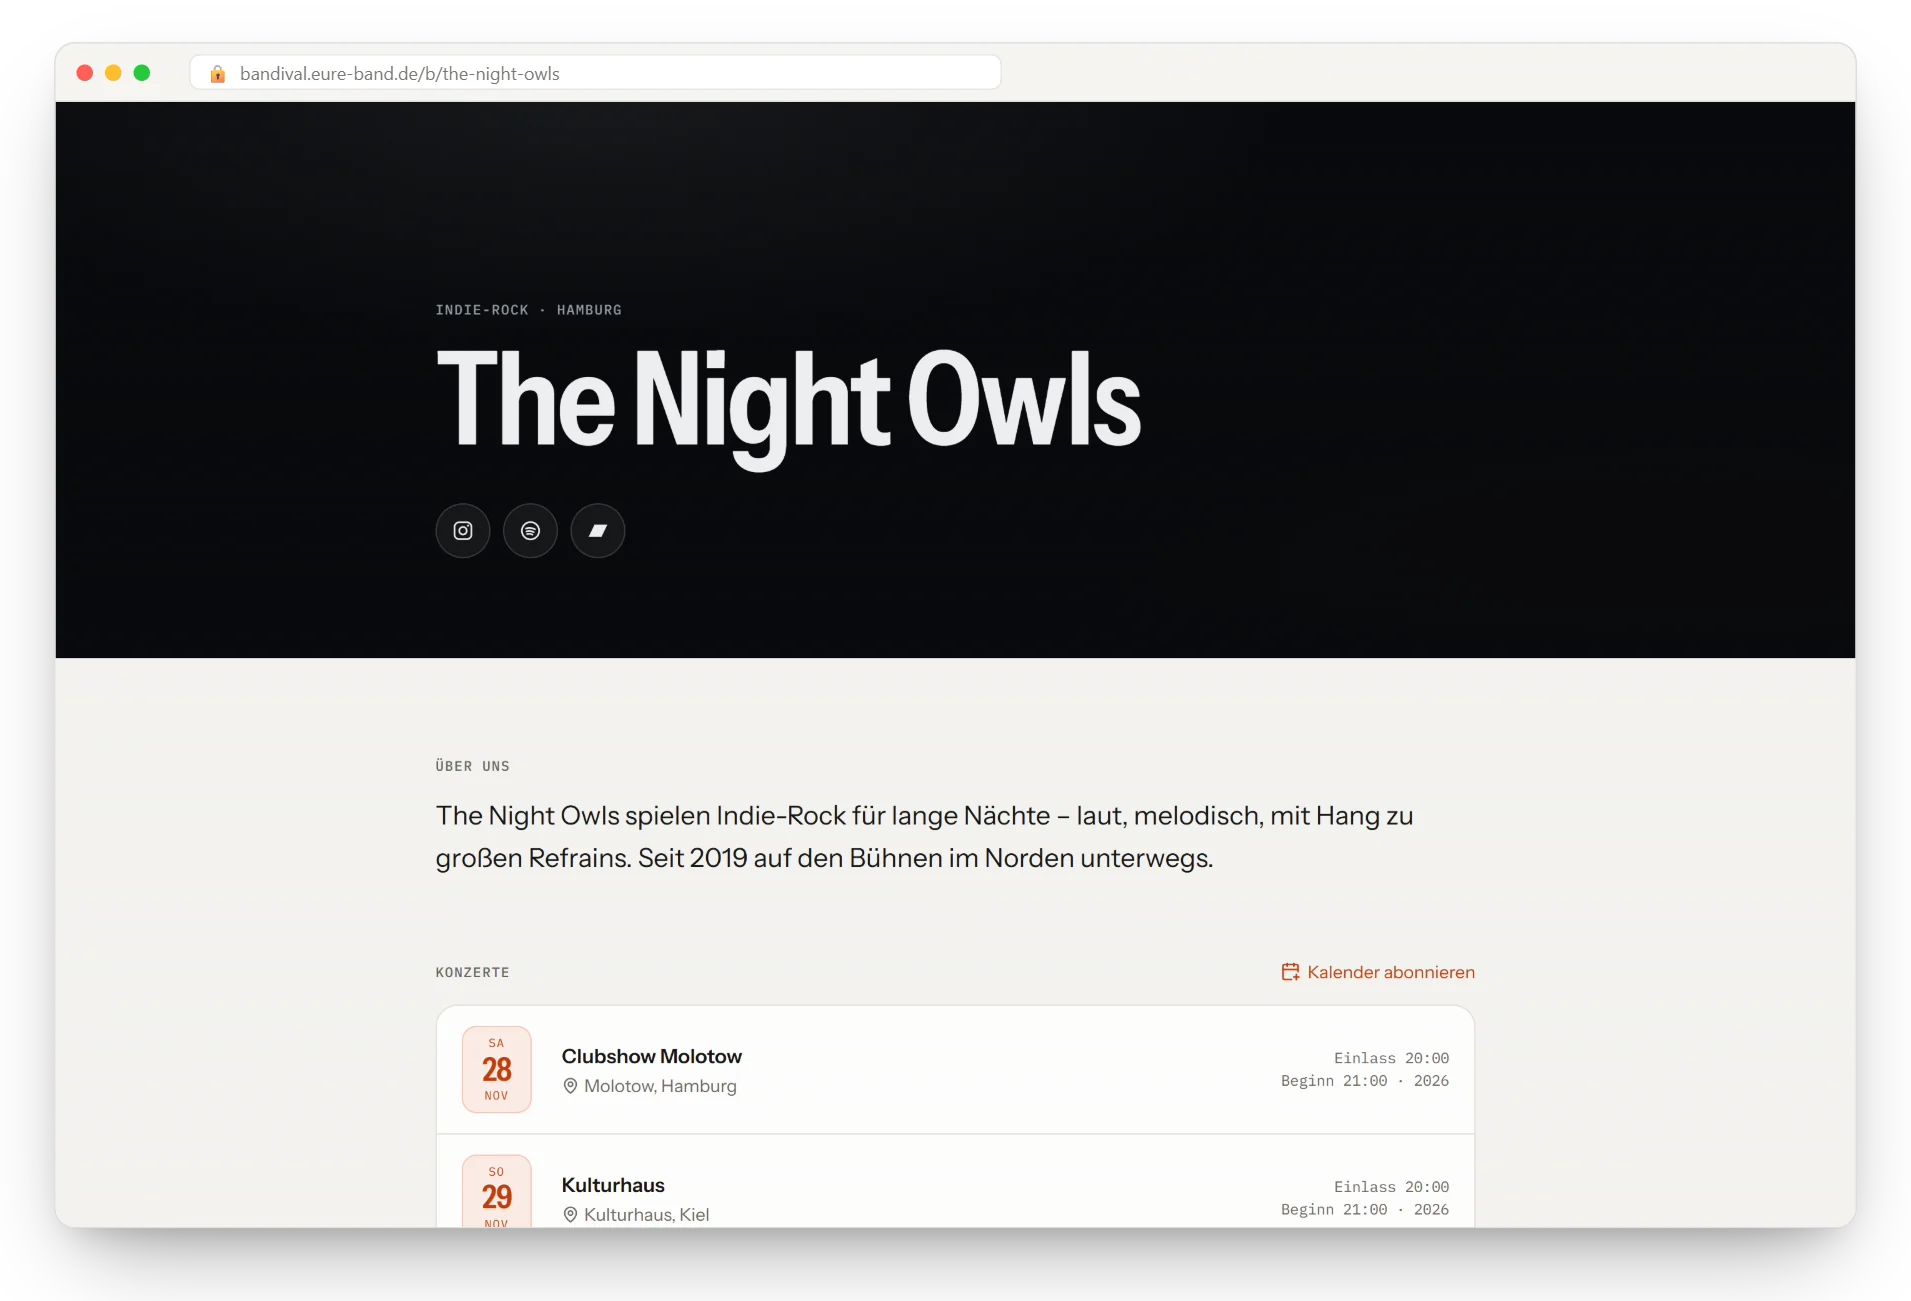 bandival.eure-band.de/b/the-night-owls
INDIE-ROCK · HAMBURG
The Night Owls
ÜBER UNS
The Night Owls spielen Indie-Rock für lange Nächte – laut, melodisch, mit Hang zu
großen Refrains. Seit 2019 auf den Bühnen im Norden unterwegs.
KONZERTE
Kalender abonnieren
SA
28
NOV
Clubshow Molotow
Molotow, Hamburg
Einlass 20:00
Beginn 21:00 · 2026
SO
29
NOV
Kulturhaus
Kulturhaus, Kiel
Einlass 20:00
Beginn 21:00 · 2026